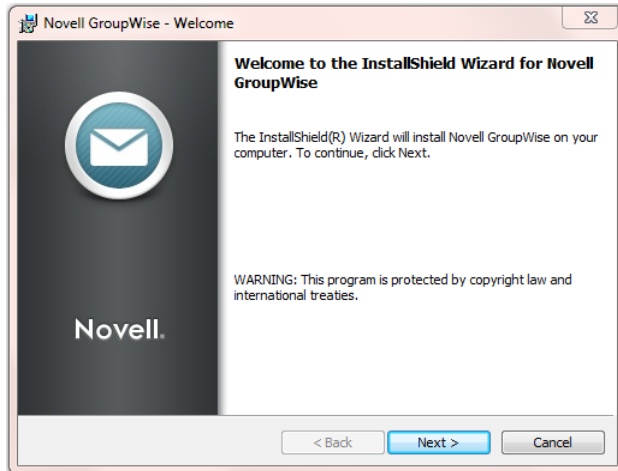 Novell GroupWise - Welcome
Welcome to the InstallShield Wizard for Novell
GroupWise
The InstallShield(R) Wizard will install Novell GroupWise on your
computer. To continue, click Next.
WARNING: This program is protected by copyright law and
international treaties.
Novell.
< Back
Next >
Cancel